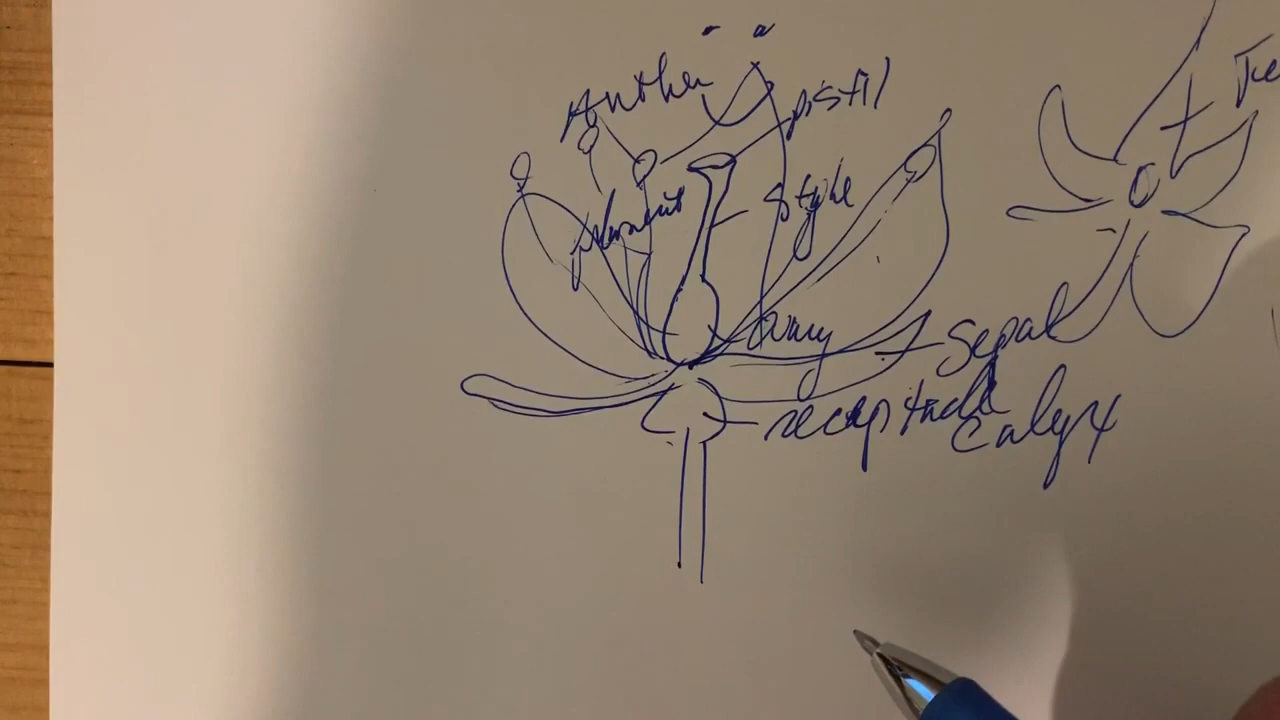 Anther
pistil
filament
style
ovary
sepal
receptacle
calyx